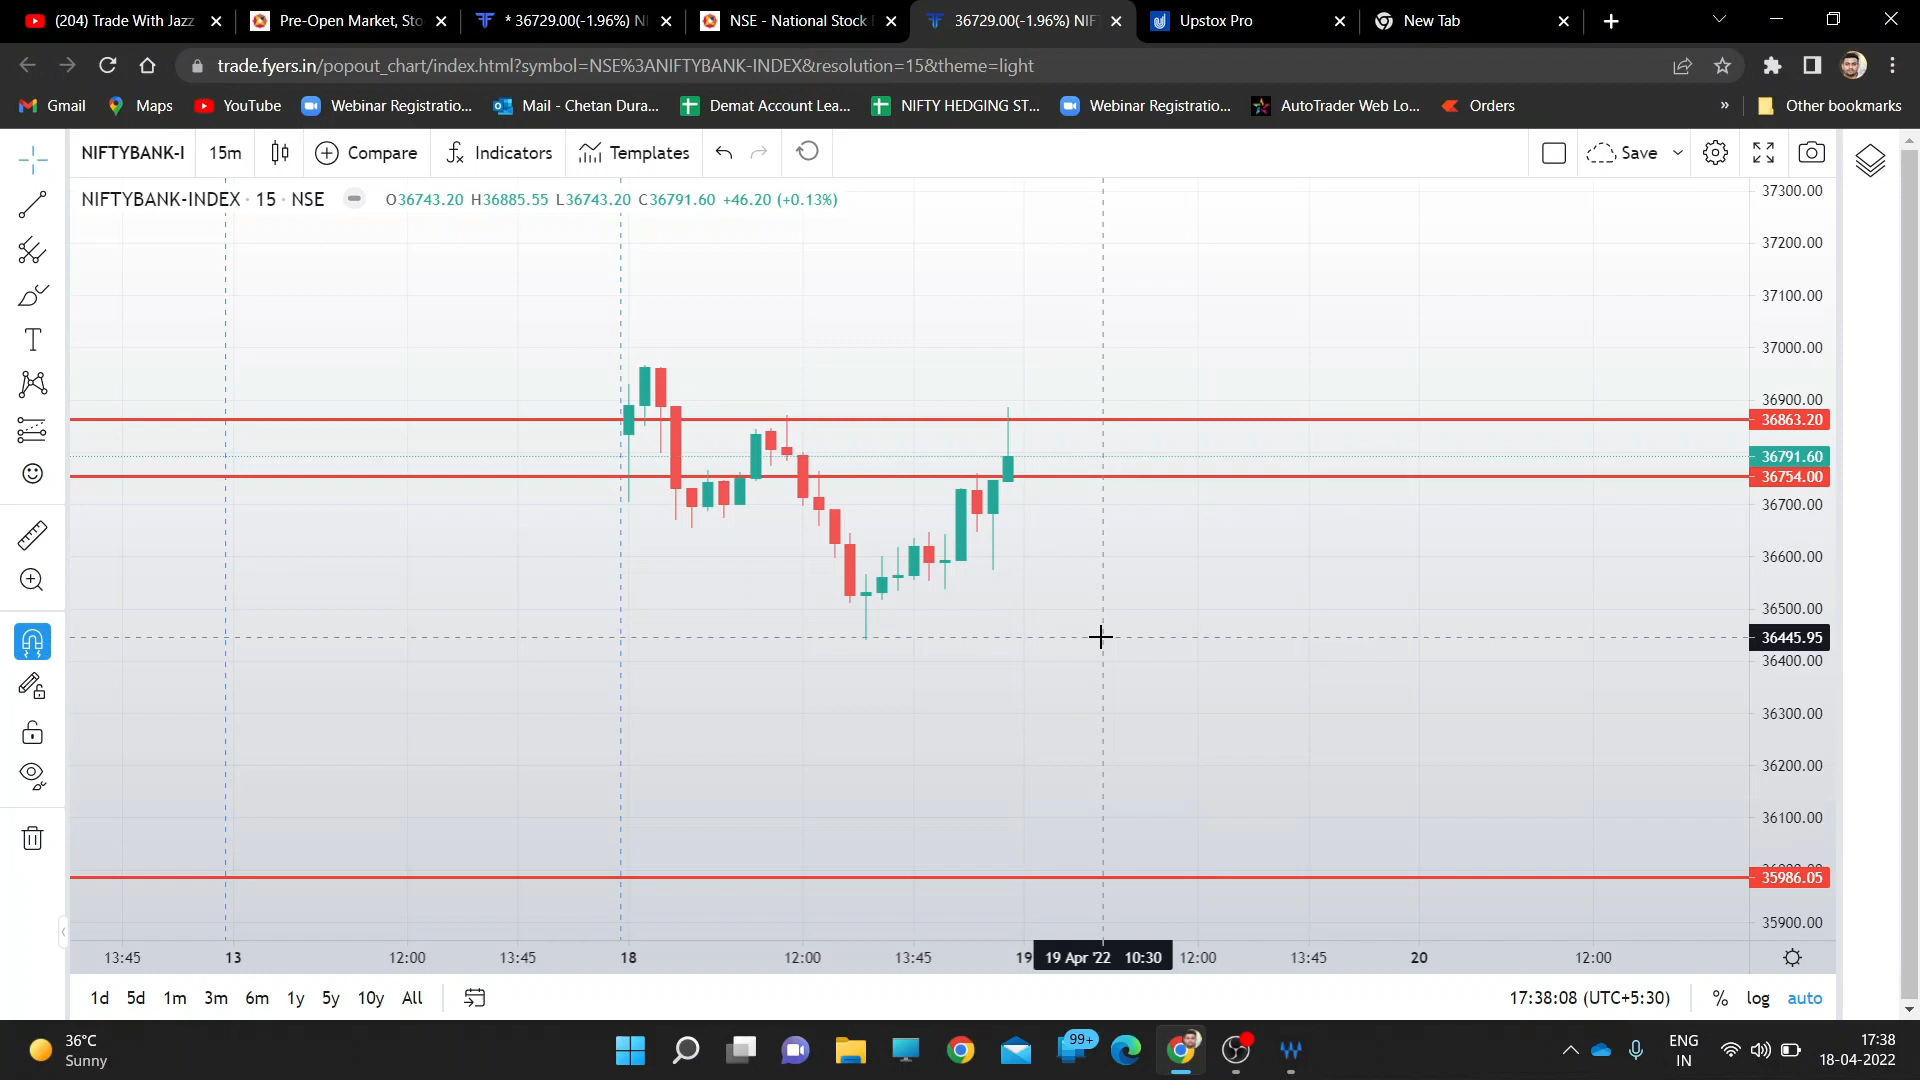 (204) Trade With Jazz
Pre-Open Market, Sto
* 36729.00(-1.96%) NI
NSE - National Stock
36729.00(-1.96%) NIF
Upstox Pro
New Tab
trade.fyers.in/popout_chart/index.html?symbol=NSE%3ANIFTYBANK-INDEX&resolution=15&theme=light
Gmail
Maps
YouTube
Webinar Registratio...
Mail - Chetan Dura...
Demat Account Lea...
NIFTY HEDGING ST...
Webinar Registratio...
AutoTrader Web Lo...
Orders
»
Other bookmarks
NIFTYBANK-I
15m
Compare
Indicators
Templates
Save
NIFTYBANK-INDEX · 15 · NSE
O36743.20 H36885.55 L36743.20 C36791.60 +46.20 (+0.13%)
37300.00
37200.00
37100.00
37000.00
36900.00
36863.20
36791.60
36754.00
36700.00
36600.00
36500.00
36445.95
36400.00
36300.00
36200.00
36100.00
35986.05
35900.00
13:45
13
12:00
13:45
18
12:00
13:45
19
19 Apr '22 10:30
12:00
13:45
20
12:00
1d 5d 1m 3m 6m 1y 5y 10y All
17:38:08 (UTC+5:30)
% log auto
36°C
Sunny
99+
ENG
IN
17:38
18-04-2022